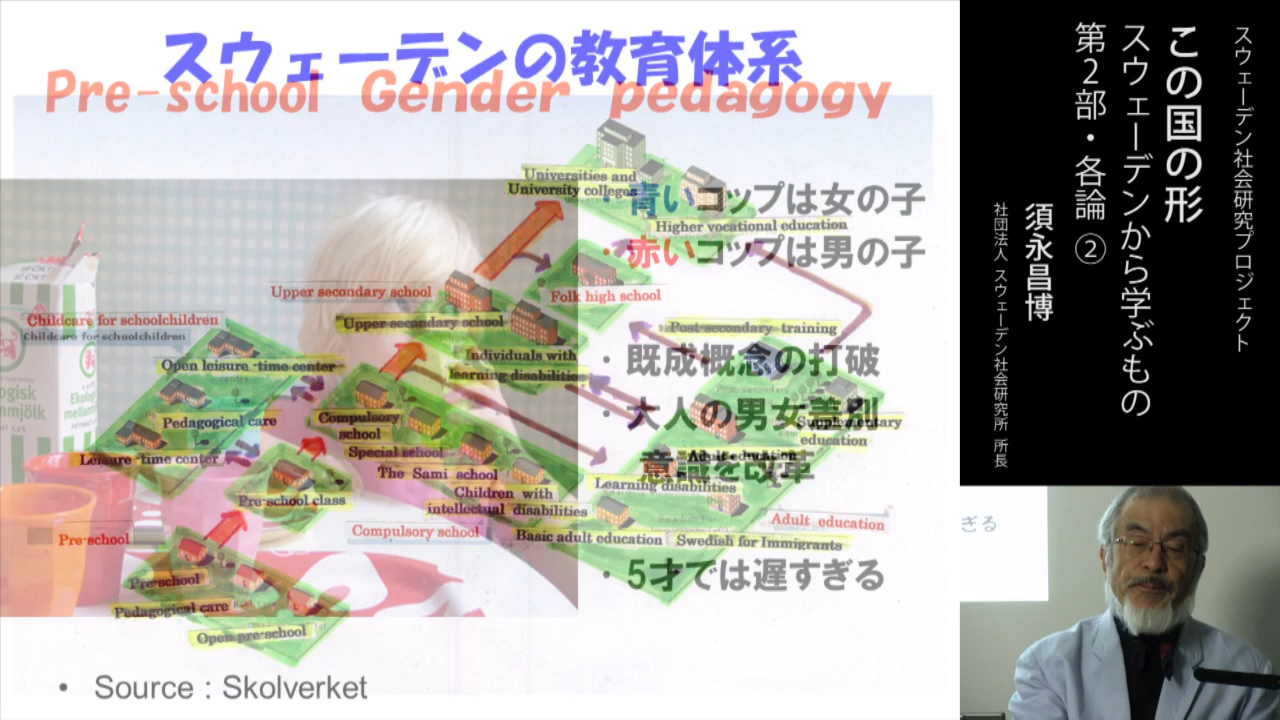 スウェーデンの教育体系
Pre-school Gender pedagogy
Universities and
University colleges
・青いコップは女の子
Higher vocational education
・赤いコップは男の子
Upper secondary school
Folk high school
Childcare for schoolchildren
Childcare for schoolchildren
Upper secondary school
Post-secondary training
Individuals with
learning disabilities
・既成概念の打破
Open leisure-time center
Pedagogical care
Compulsory
school
・大人の男女差別
意識を改革
Supplementary
education
Leisure-time center
Special school
Adult education
The Sami school
Learning disabilities
Pre-school class
Children with
intellectual disabilities
Compulsory school
Basic adult education
Swedish for Immigrants
Adult education
Pre-school
・5才では遅すぎる
Pre-school
Pedagogical care
Open pre-school
• Source : Skolverket
スウェーデン社会研究プロジェクト
この国の形
スウェーデンから学ぶもの
第2部・各論 ②
須永昌博
社団法人 スウェーデン社会研究所 所長
ぎる